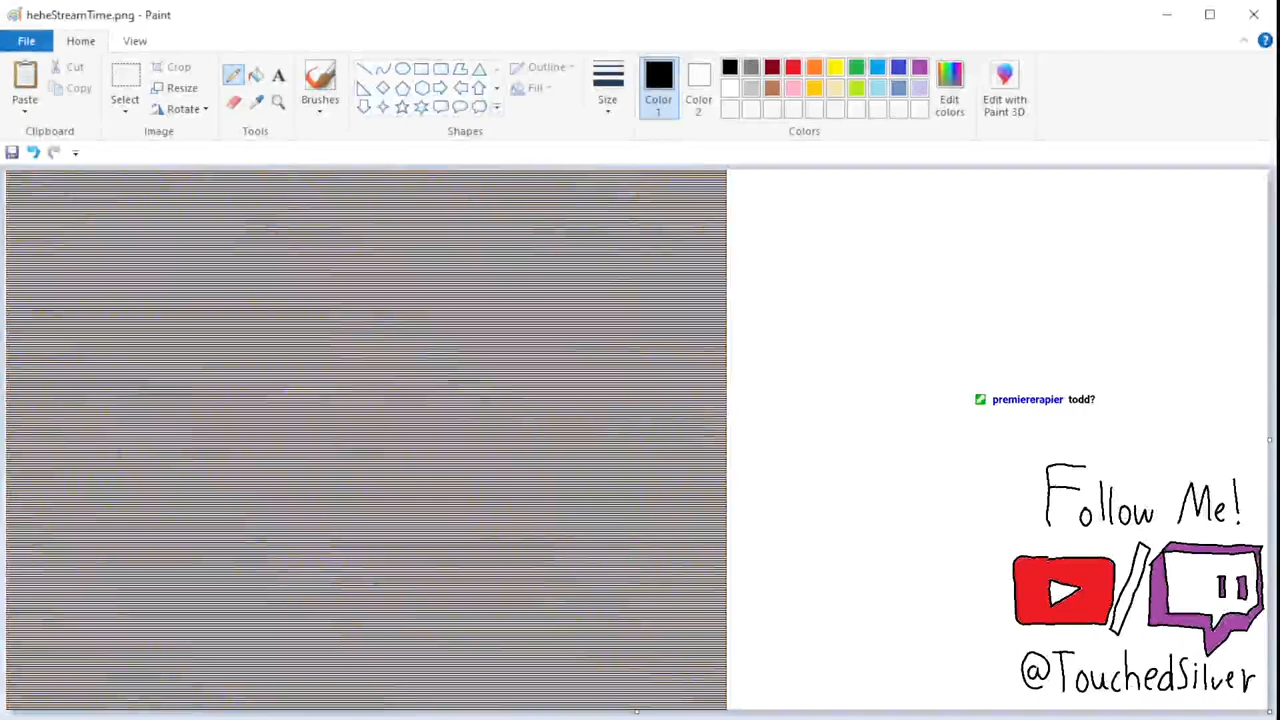 heheStreamTime.png - Paint
File Home View
Paste
Cut
Copy
Clipboard
Select
Crop
Resize
Rotate
Image
A
Tools
Brushes
Shapes
Outline
Fill
Size
Color 1
Color 2
Colors
Edit colors
Edit with Paint 3D
?
premiererapier todd?
Follow Me!
@TouchedSilver